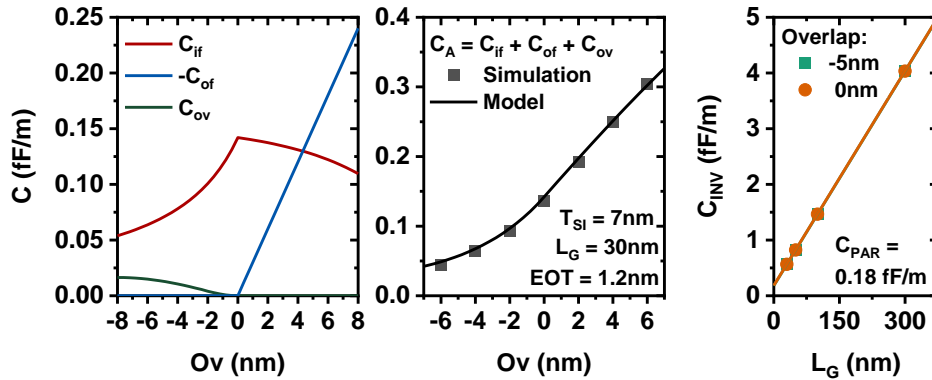 0.25
0.20
0.15
0.10
0.05
0.00
C (fF/m)
C_if
-C_of
C_ov
-8 -6 -4 -2 0 2 4 6 8
Ov (nm)
0.4
0.3
0.2
0.1
0.0
C_A = C_if + C_of + C_ov
Simulation
Model
T_SI = 7nm
L_G = 30nm
EOT = 1.2nm
-6 -4 -2 0 2 4 6
Ov (nm)
5
4
3
2
1
0
C_INV (fF/m)
Overlap:
-5nm
0nm
C_PAR =
0.18 fF/m
0 150 300
L_G (nm)